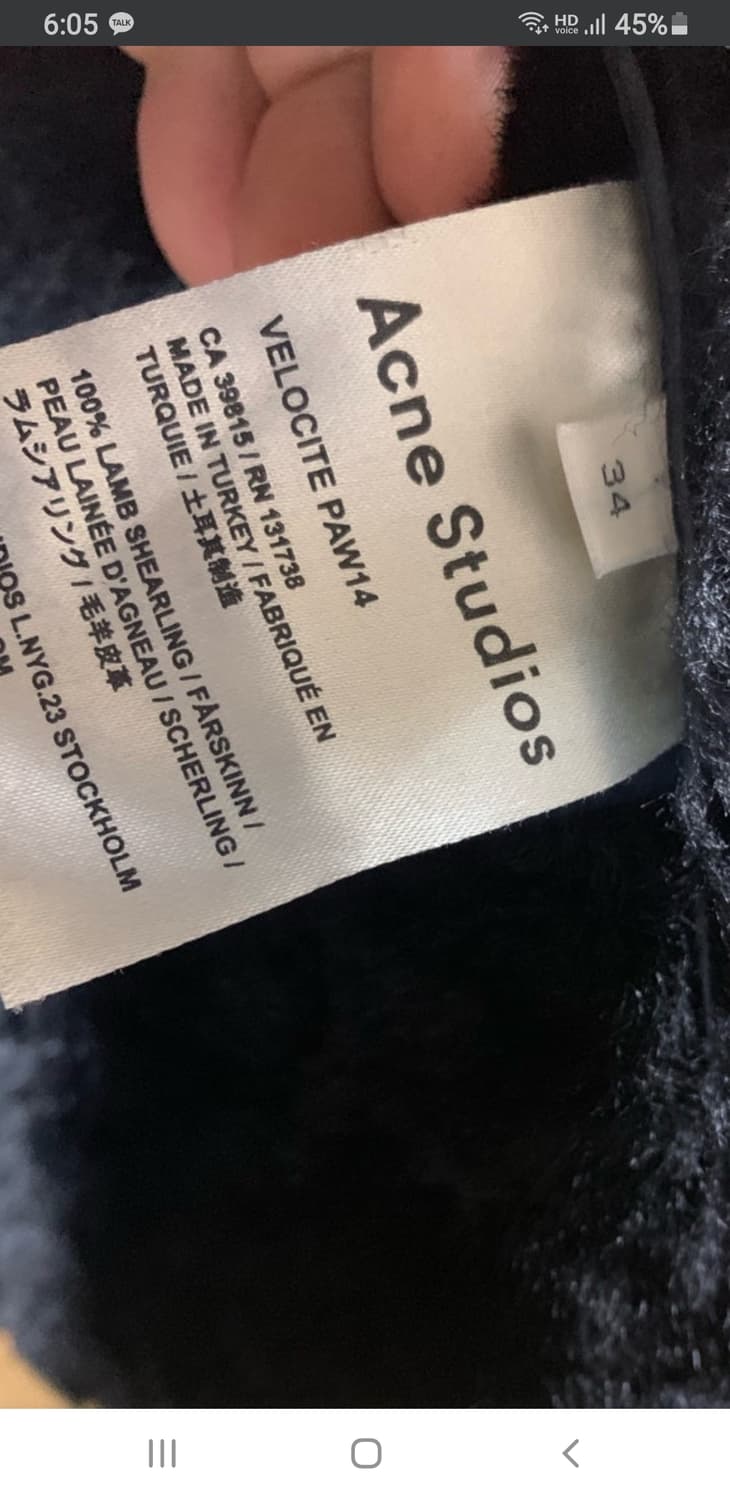 6:05
TALK
HD
voice
45%
34
Acne Studios
VELOCITE PAW14
CA 39815 / RN 131738
MADE IN TURKEY / FABRIQUÉ EN
TURQUIE / 土耳其制造
100% LAMB SHEARLING / FÅRSKINN /
PEAU LAINÉE D'AGNEAU / SCHERLING /
ラムシアリング / 毛羊皮革
L.NYG.23 STOCKHOLM